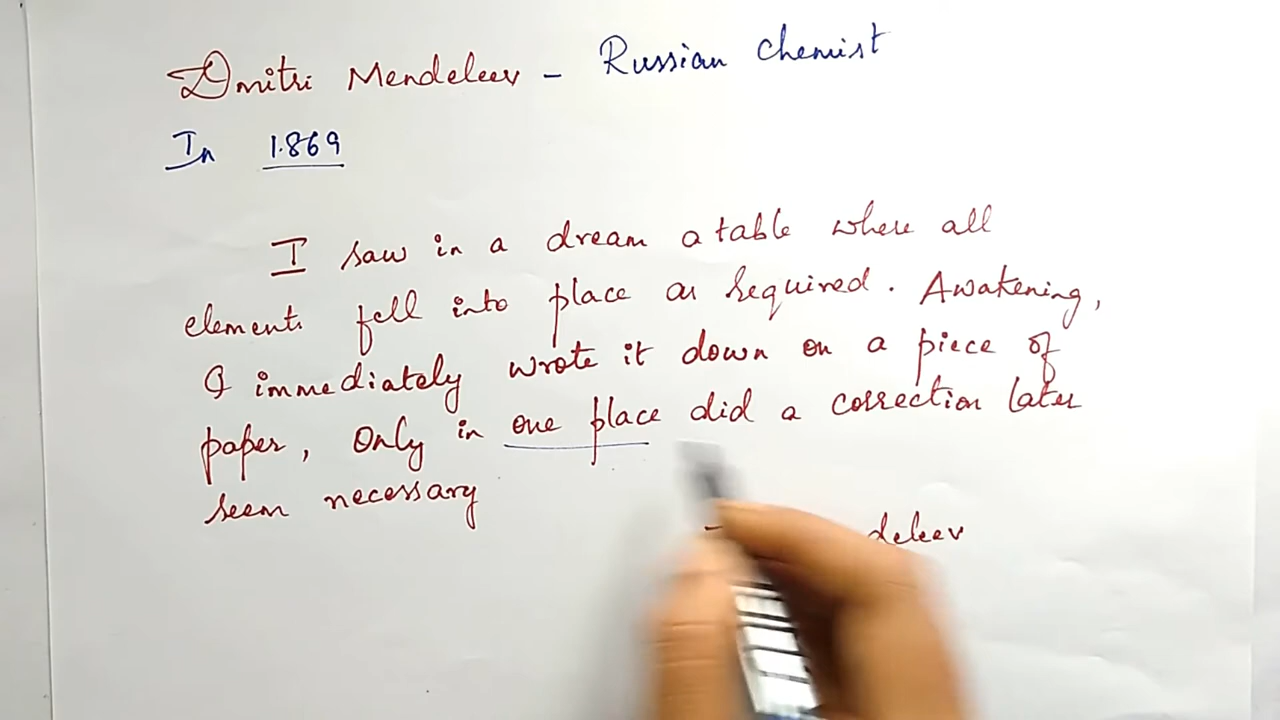 Dmitri Mendeleev - Russian Chemist
In 1869
I saw in a dream a table where all
elements fell into place as required. Awakening,
I immediately wrote it down on a piece of
paper, Only in one place did a correction later
seem necessary
deleev